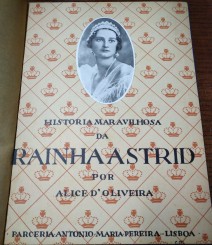 HISTORIA MARAVILHOSA
DA
RAINHA ASTRID
POR
ALICE D'OLIVEIRA
PARCERIA ANTONIO MARIA PEREIRA-LISBOA